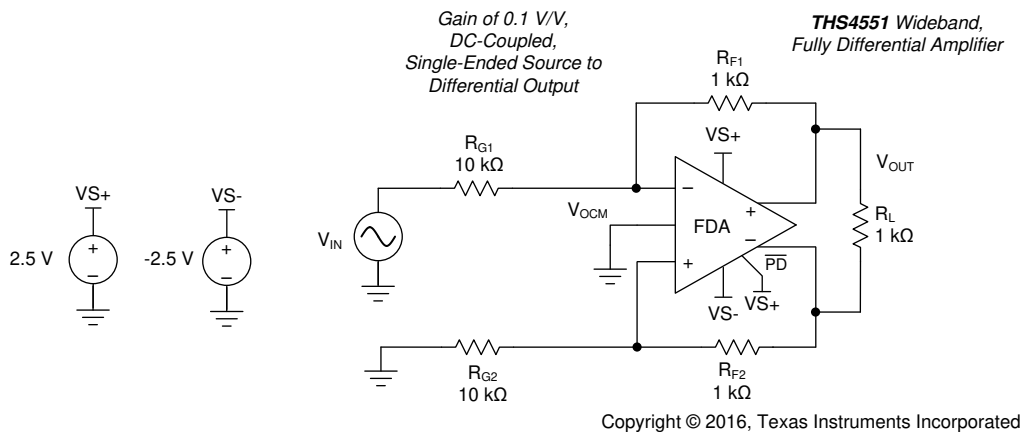 Gain of 0.1 V/V,
DC-Coupled,
Single-Ended Source to
Differential Output
THS4551 Wideband,
Fully Differential Amplifier
RF1
1 kΩ
VS+
RG1
10 kΩ
VS+
VS-
VOUT
VOCM
−
+
FDA
RL
1 kΩ
VIN
2.5 V
+
−
-2.5 V
+
−
−
+
PD
VS-
VS+
RG2
10 kΩ
RF2
1 kΩ
Copyright © 2016, Texas Instruments Incorporated